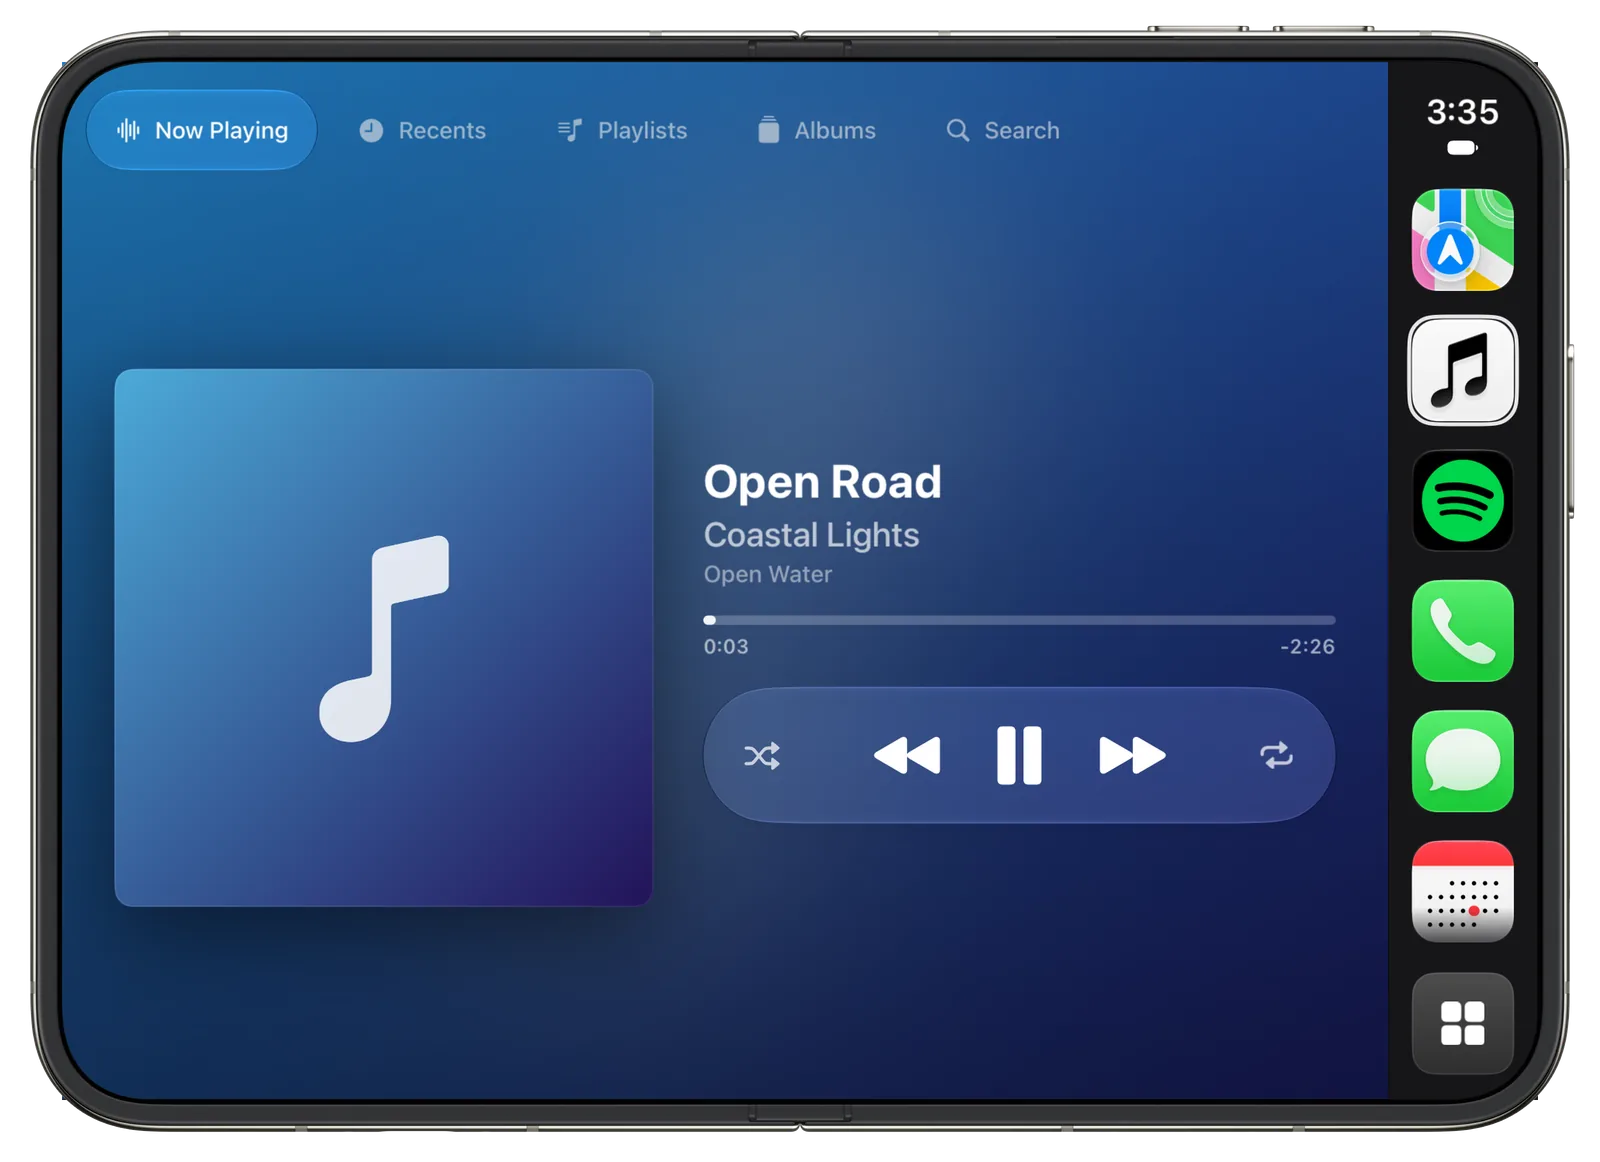 Now Playing
Recents
Playlists
Albums
Search
3:35
Open Road
Coastal Lights
Open Water
0:03
-2:26